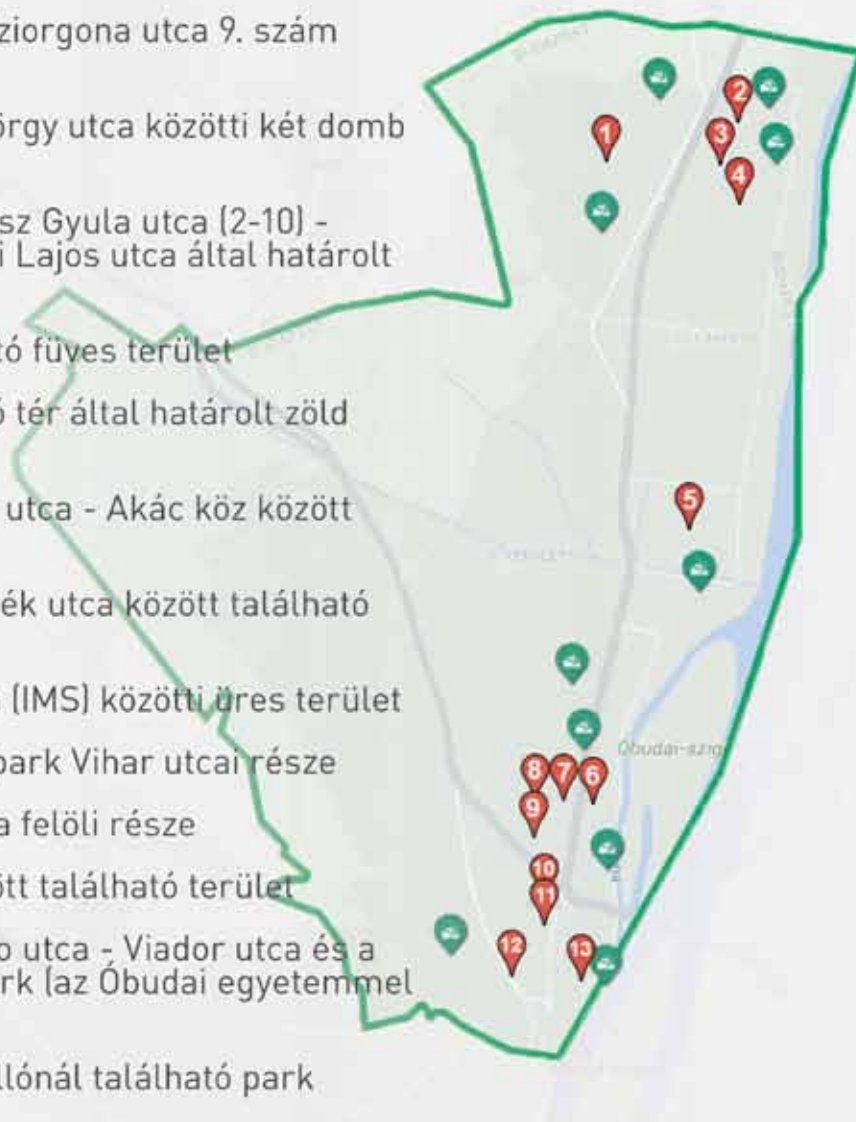 ziorgona utca 9. szám
örgy utca közötti két domb
sz Gyula utca (2-10) -
i Lajos utca által határolt
tó füves terület
ó tér által határolt zöld
utca - Akác köz között
ék utca között található
(IMS) közötti üres terület
park Vihar utcai része
a felöli része
ött található terület
o utca - Viador utca és a
rk (az Óbudai egyetemmel
llónál található park
BUDAPEST
1
2
3
4
5
Óbudai-szig
8
7
6
9
10
11
12
13